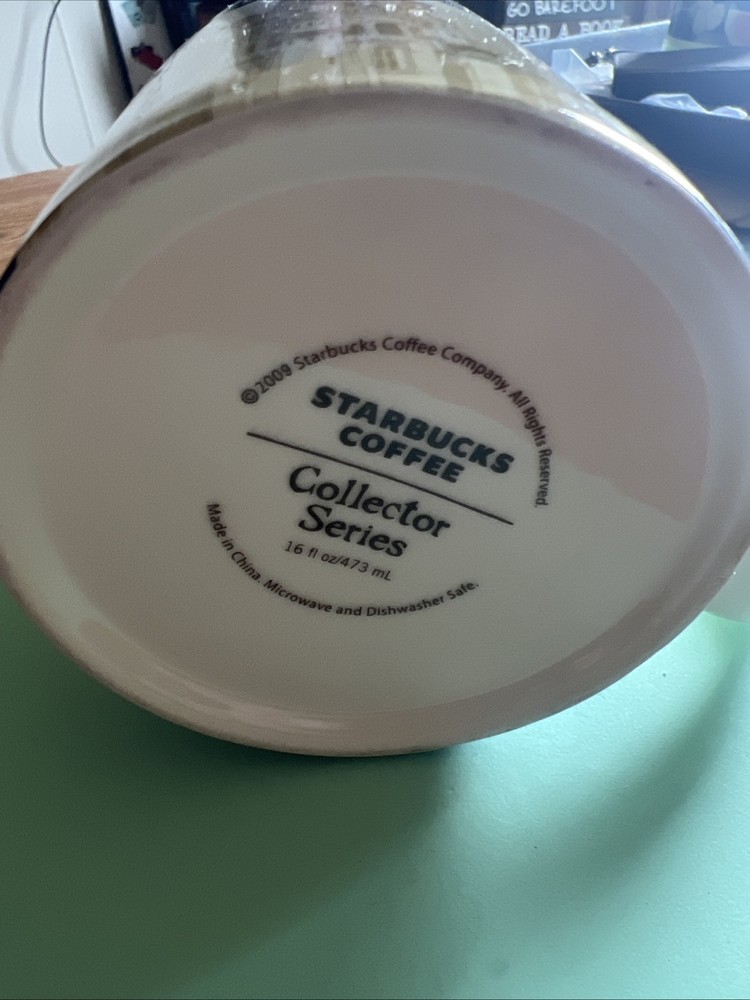 GO BAREFOOT
READ A BOOK
©2009 Starbucks Coffee Company. All Rights Reserved.
STARBUCKS
COFFEE
Collector
Series
16 fl oz/473 mL
Made in China. Microwave and Dishwasher Safe.